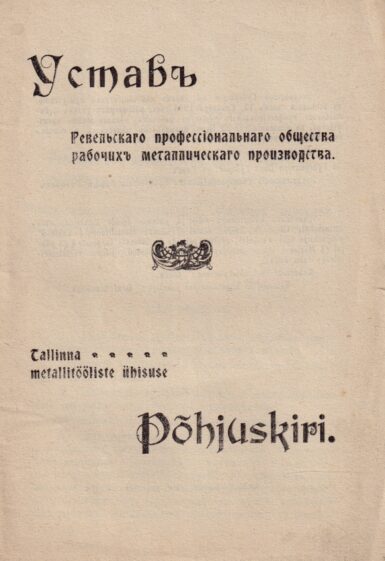 Уставъ
Ревельскаго профессіональнаго общества
рабочихъ металлическаго производства.
Tallinna
metallitööliste ühisuse
Põhjuskiri.